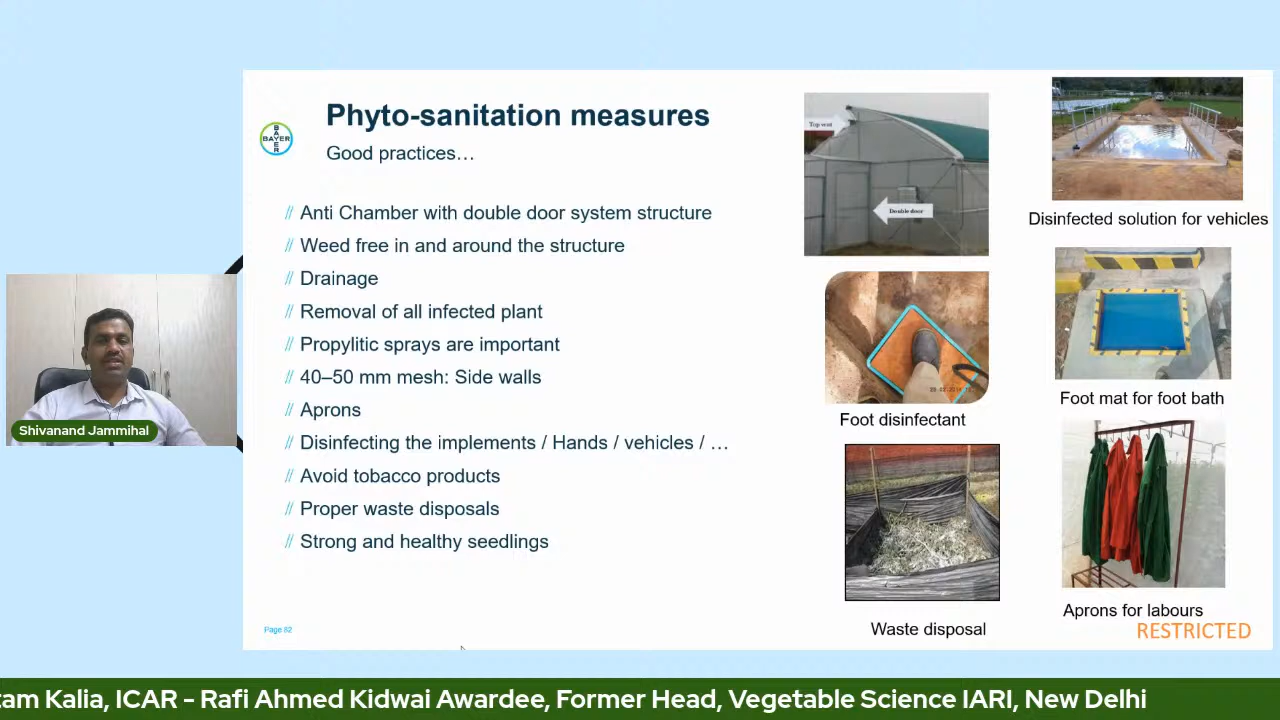 Phyto-sanitation measures
Good practices…
BAYER
BAYER
// Anti Chamber with double door system structure
// Weed free in and around the structure
// Drainage
// Removal of all infected plant
// Propylitic sprays are important
// 40–50 mm mesh: Side walls
// Aprons
// Disinfecting the implements / Hands / vehicles / …
// Avoid tobacco products
// Proper waste disposals
// Strong and healthy seedlings
Page 82
Top vent
Double door
Disinfected solution for vehicles
Foot disinfectant
Foot mat for foot bath
Waste disposal
Aprons for labours
RESTRICTED
Shivanand Jammihal
tam Kalia, ICAR - Rafi Ahmed Kidwai Awardee, Former Head, Vegetable Science IARI, New Delhi